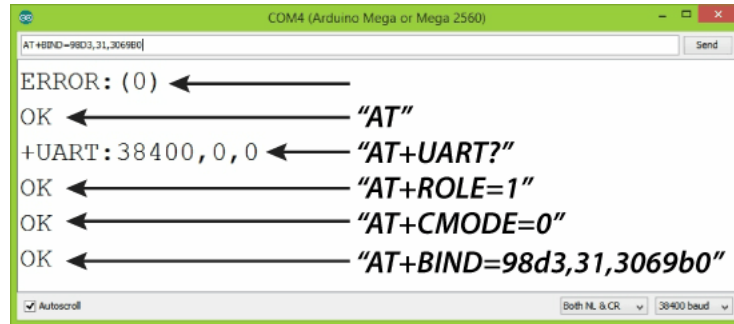 COM4 (Arduino Mega or Mega 2560)
AT+BIND=98D3,31,3069B0
Send
ERROR:(0)
OK "AT"
+UART:38400,0,0 "AT+UART?"
OK "AT+ROLE=1"
OK "AT+CMODE=0"
OK "AT+BIND=98d3,31,3069b0"
Autoscroll
Both NL & CR
38400 baud